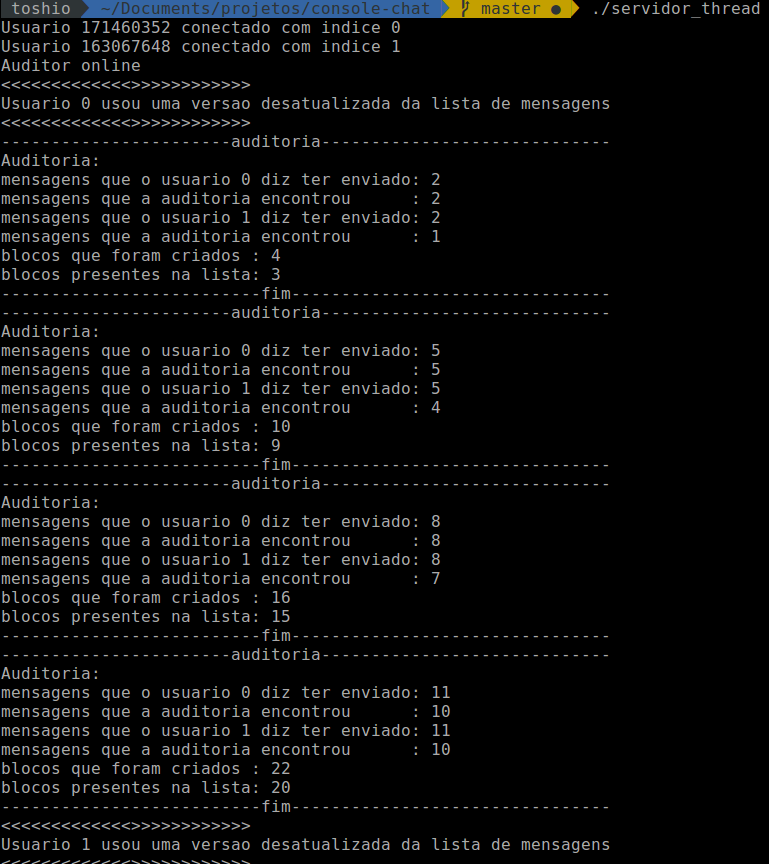 toshio ~/Documents/projetos/console-chat master ● ./servidor_thread
Usuario 171460352 conectado com indice 0
Usuario 163067648 conectado com indice 1
Auditor online
<<<<<<<<<<<<<>>>>>>>>>>>>
Usuario 0 usou uma versao desatualizada da lista de mensagens
<<<<<<<<<<<<<>>>>>>>>>>>>
-----------------------auditoria-----------------------------
Auditoria:
mensagens que o usuario 0 diz ter enviado: 2
mensagens que a auditoria encontrou      : 2
mensagens que o usuario 1 diz ter enviado: 2
mensagens que a auditoria encontrou      : 1
blocos que foram criados : 4
blocos presentes na lista: 3
--------------------------fim--------------------------------
-----------------------auditoria-----------------------------
Auditoria:
mensagens que o usuario 0 diz ter enviado: 5
mensagens que a auditoria encontrou      : 5
mensagens que o usuario 1 diz ter enviado: 5
mensagens que a auditoria encontrou      : 4
blocos que foram criados : 10
blocos presentes na lista: 9
--------------------------fim--------------------------------
-----------------------auditoria-----------------------------
Auditoria:
mensagens que o usuario 0 diz ter enviado: 8
mensagens que a auditoria encontrou      : 8
mensagens que o usuario 1 diz ter enviado: 8
mensagens que a auditoria encontrou      : 7
blocos que foram criados : 16
blocos presentes na lista: 15
--------------------------fim--------------------------------
-----------------------auditoria-----------------------------
Auditoria:
mensagens que o usuario 0 diz ter enviado: 11
mensagens que a auditoria encontrou      : 10
mensagens que o usuario 1 diz ter enviado: 11
mensagens que a auditoria encontrou      : 10
blocos que foram criados : 22
blocos presentes na lista: 20
--------------------------fim--------------------------------
<<<<<<<<<<<<<>>>>>>>>>>>>
Usuario 1 usou uma versao desatualizada da lista de mensagens
<<<<<<<<<<<<<>>>>>>>>>>>>